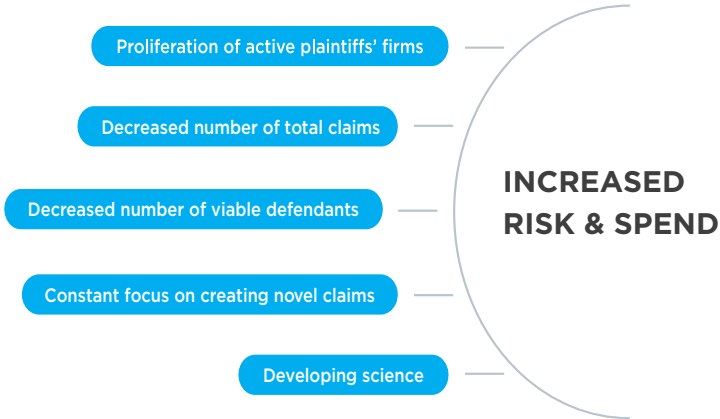 Proliferation of active plaintiffs’ firms
Decreased number of total claims
Decreased number of viable defendants
Constant focus on creating novel claims
Developing science
INCREASED
RISK & SPEND